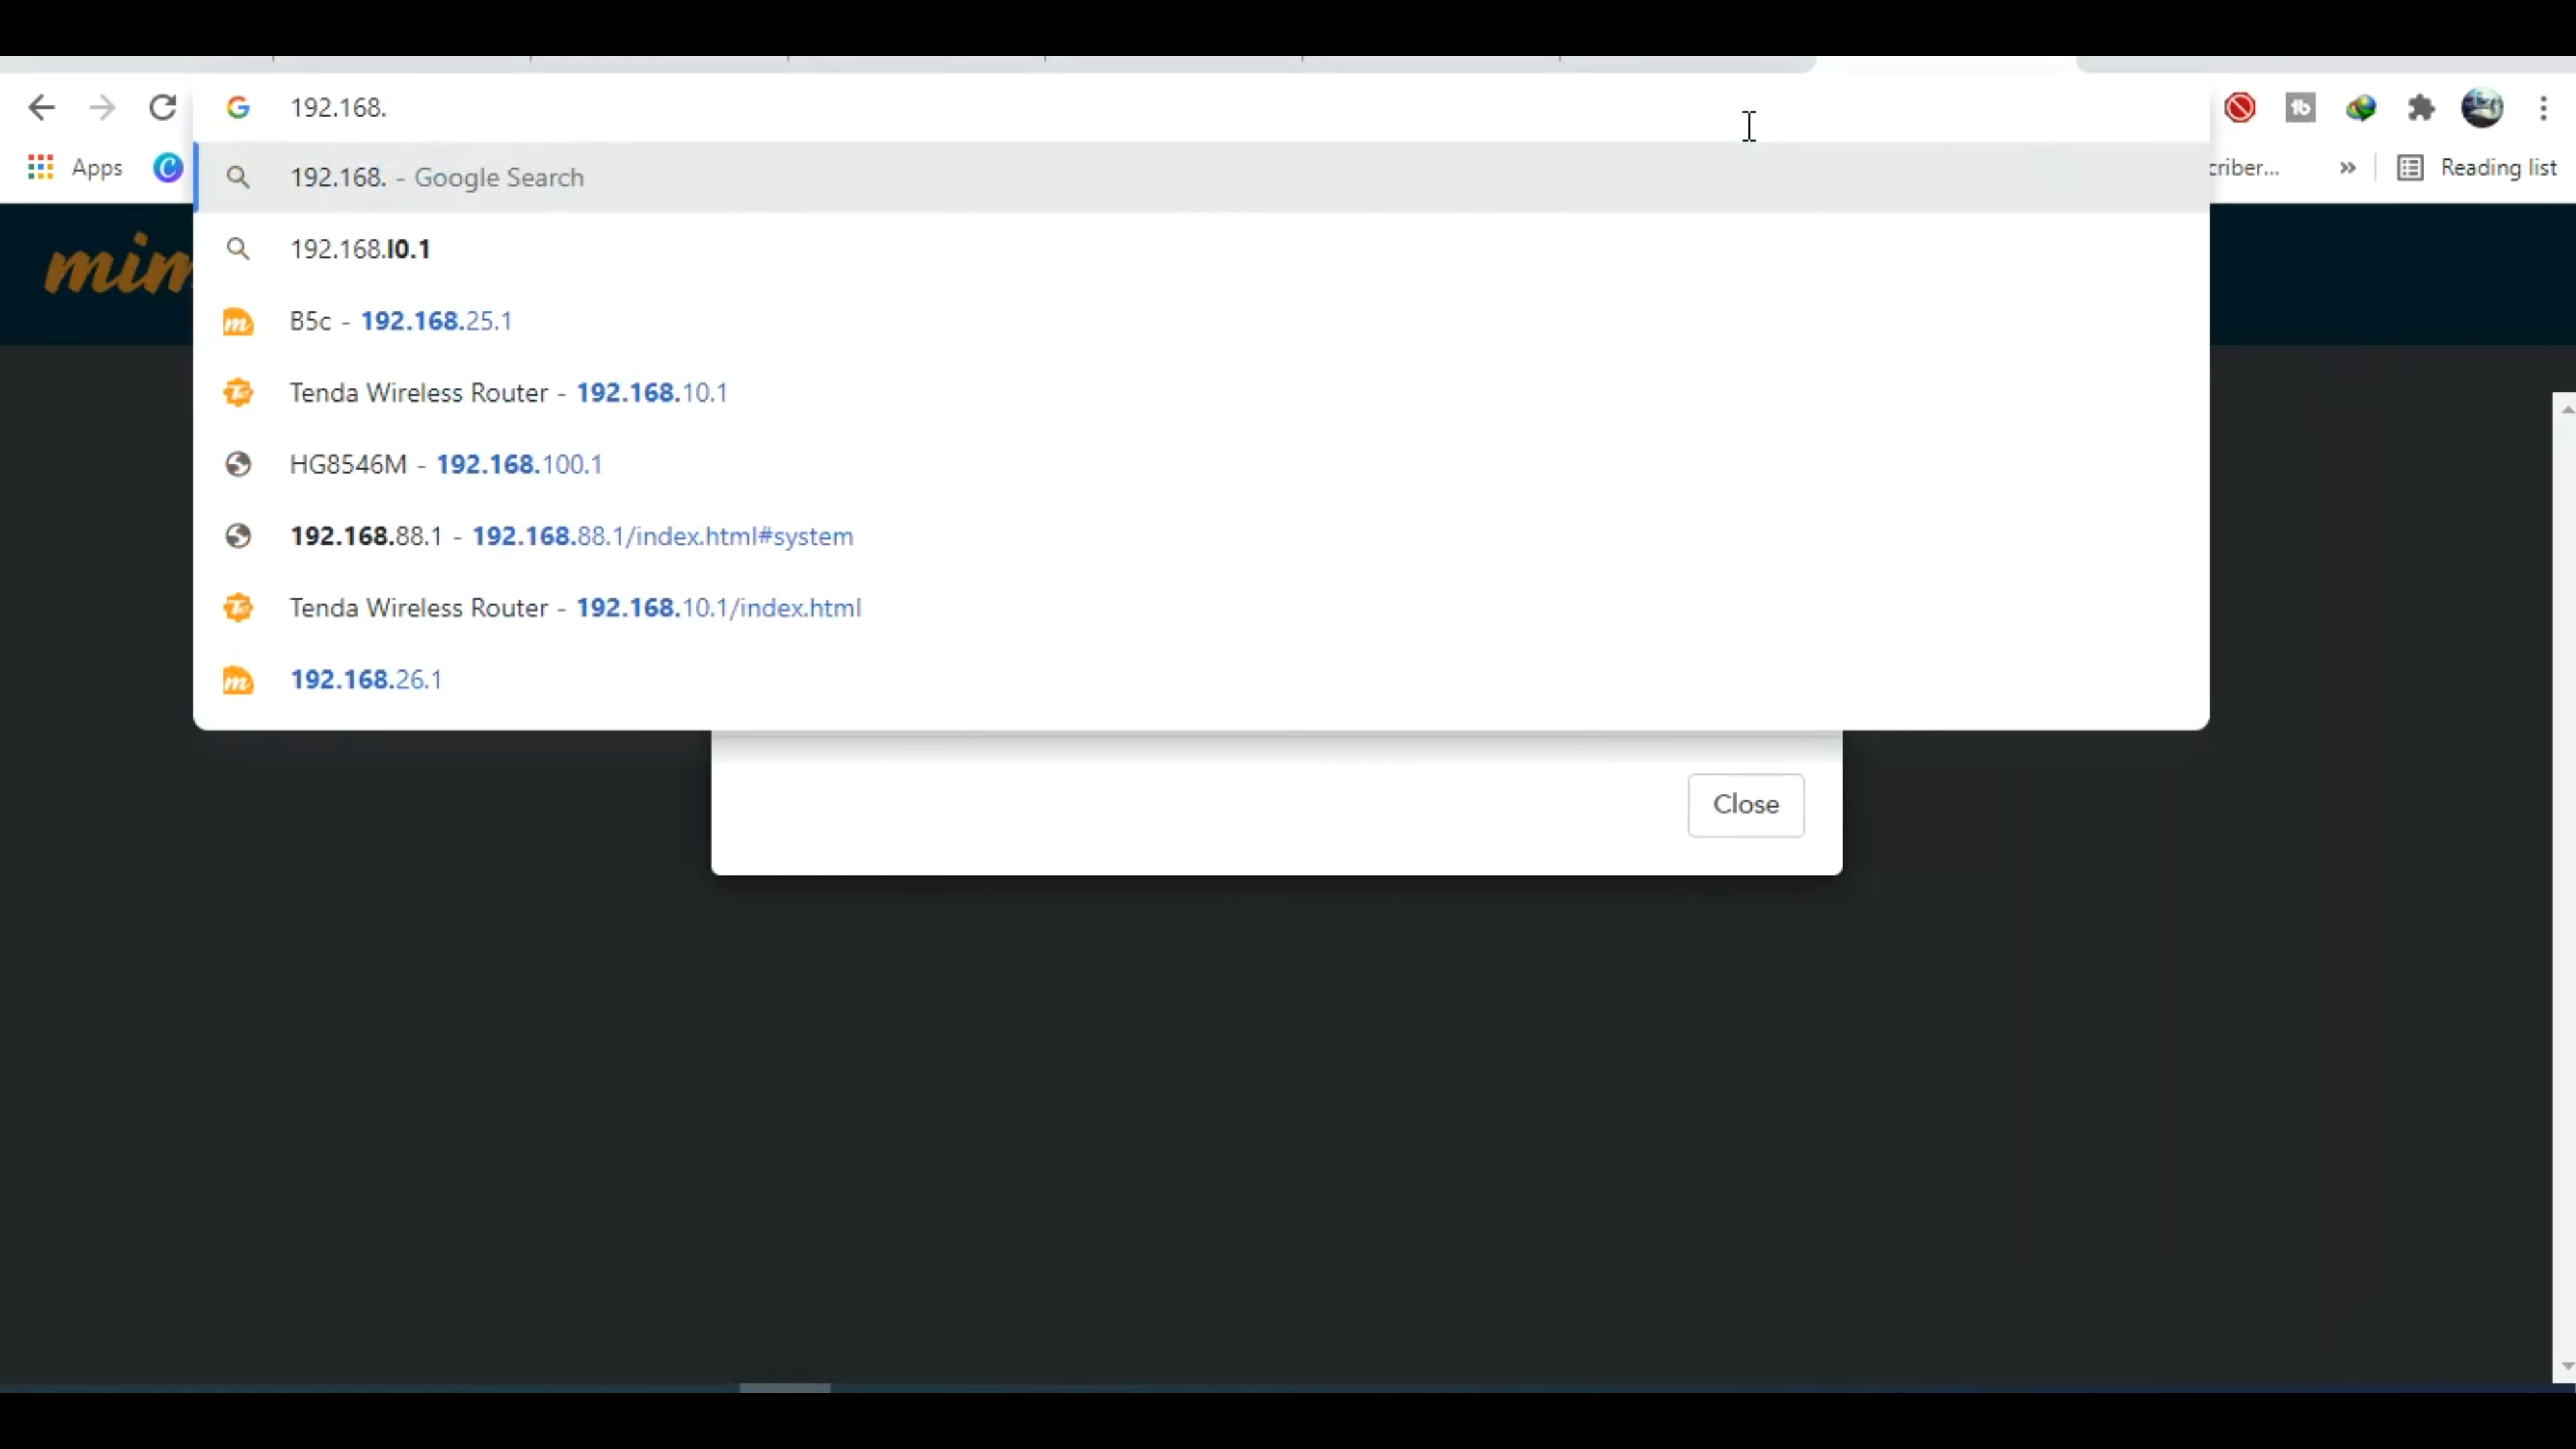 192.168.
Apps
192.168. - Google Search
criber...
Reading list
192.168.l0.1
mim
B5c - 192.168.25.1
Tenda Wireless Router - 192.168.10.1
HG8546M - 192.168.100.1
192.168.88.1 - 192.168.88.1/index.html#system
Tenda Wireless Router - 192.168.10.1/index.html
192.168.26.1
Close